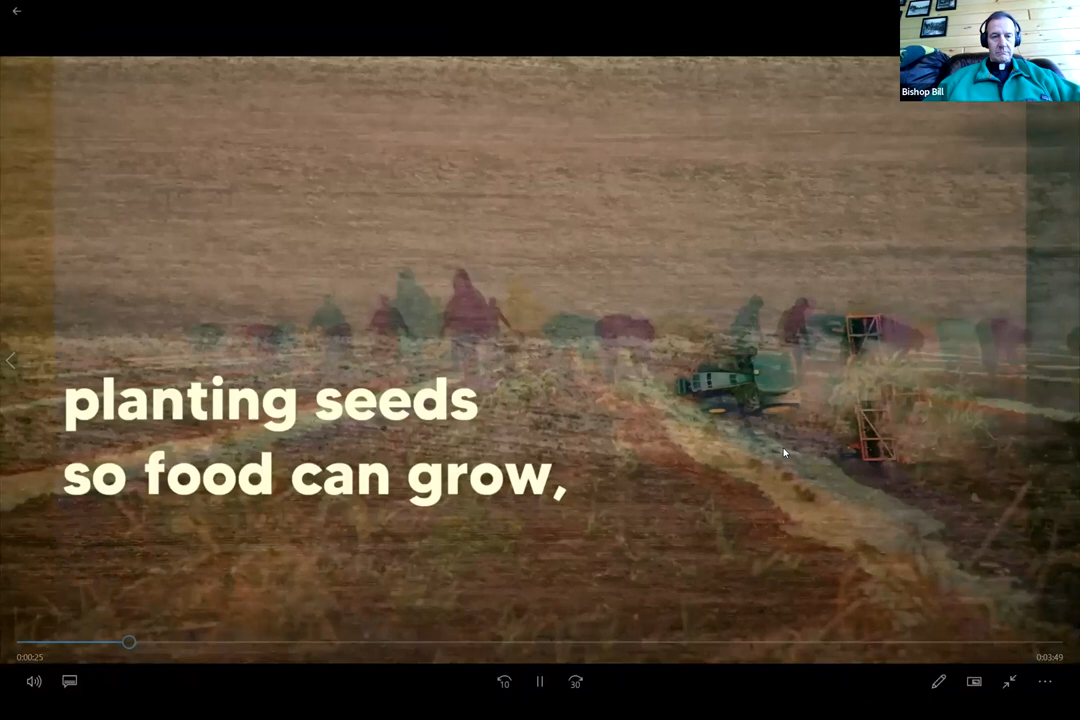 Bishop Bill
planting seeds
so food can grow,
0:00:25
0:03:49
10
30